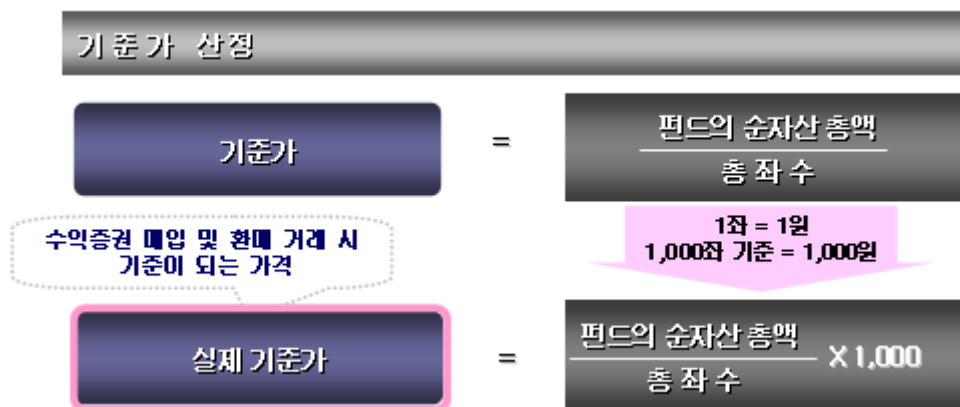 기준가 산정
기준가
=
펀드의 순자산 총액
총 좌 수
수익증권 매입 및 환매 거래 시
기준이 되는 가격
1좌 = 1원
1,000좌 기준 = 1,000원
실제 기준가
=
펀드의 순자산 총액
총 좌 수
X 1,000